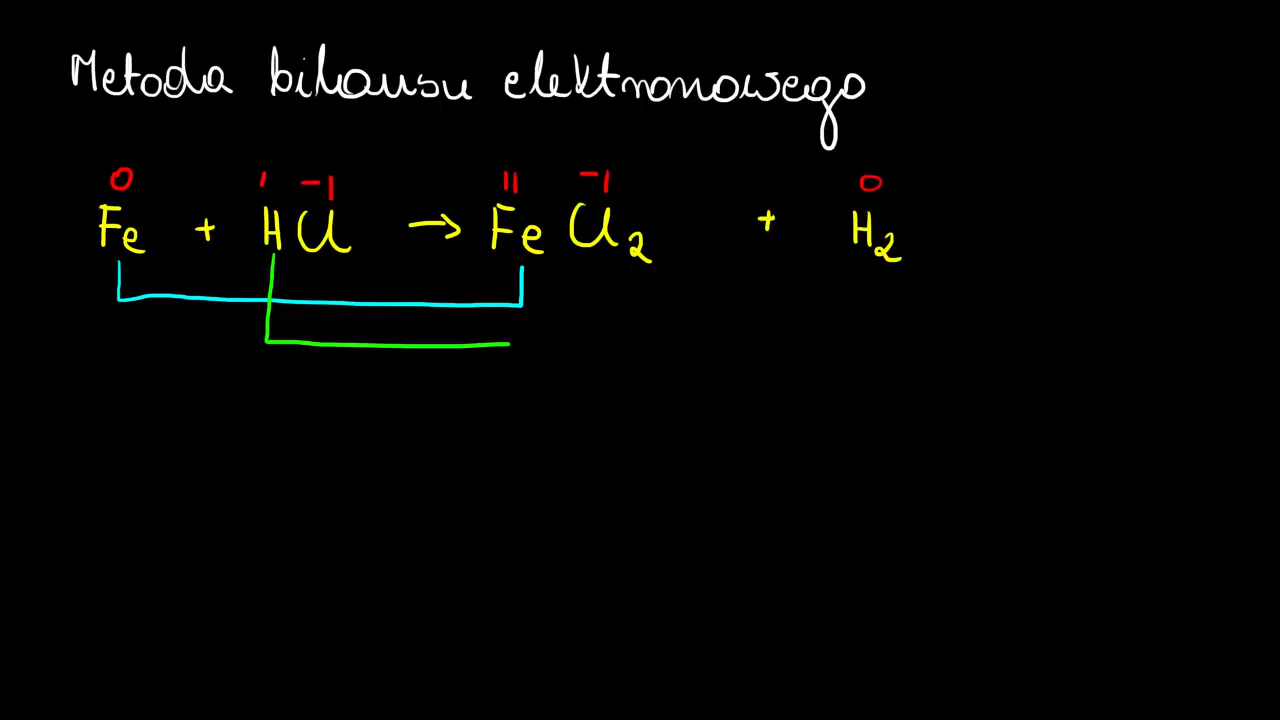 Metoda bilansu elektronowego
0 I -I II -I 0
Fe + HCl → FeCl₂ + H₂